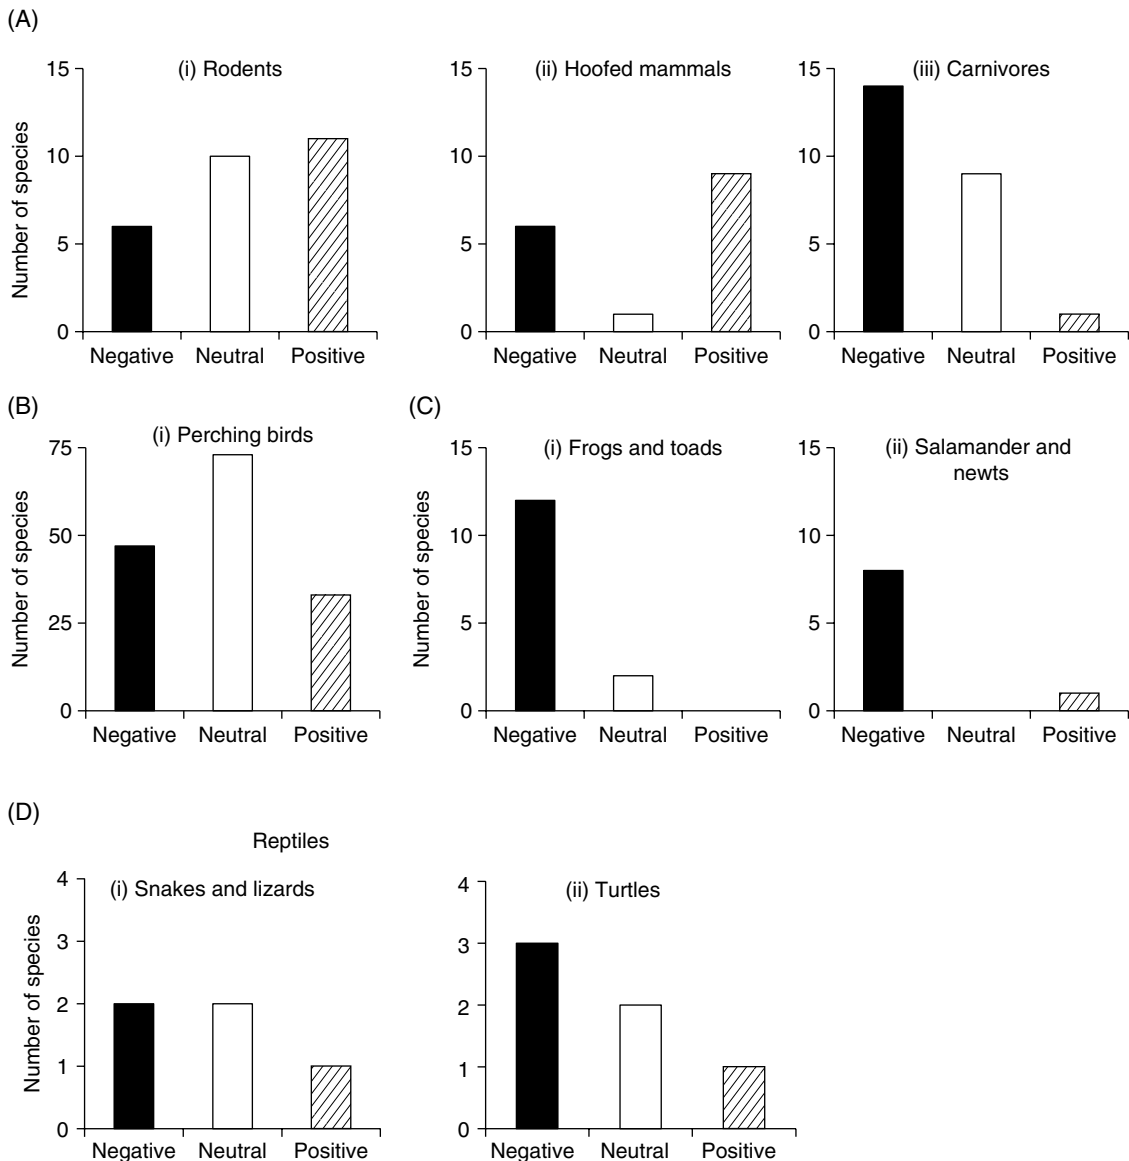 (A)
(i) Rodents
(ii) Hoofed mammals
(iii) Carnivores
Number of species
15
10
5
0
Negative Neutral Positive
15
10
5
0
Negative Neutral Positive
15
10
5
0
Negative Neutral Positive
(B)
(i) Perching birds
Number of species
75
50
25
0
Negative Neutral Positive
(C)
(i) Frogs and toads
Number of species
15
10
5
0
Negative Neutral Positive
(ii) Salamander and
newts
15
10
5
0
Negative Neutral Positive
(D)
Reptiles
(i) Snakes and lizards
Number of species
4
3
2
1
0
Negative Neutral Positive
(ii) Turtles
4
3
2
1
0
Negative Neutral Positive